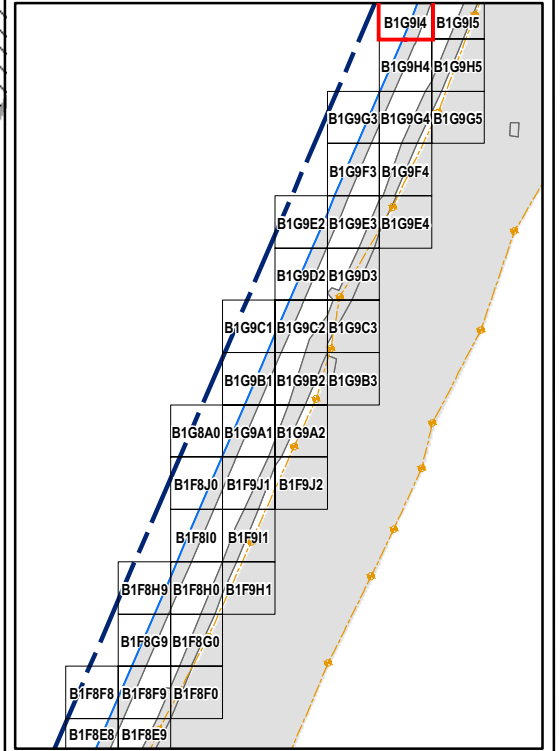 B1G9I4 B1G9I5
B1G9H4 B1G9H5
B1G9G3 B1G9G4 B1G9G5
B1G9F3 B1G9F4
B1G9E2 B1G9E3 B1G9E4
B1G9D2 B1G9D3
B1G9C1 B1G9C2 B1G9C3
B1G9B1 B1G9B2 B1G9B3
B1G8A0 B1G9A1 B1G9A2
B1F8J0 B1F9J1 B1F9J2
B1F8I0 B1F9I1
B1F8H9 B1F8H0 B1F9H1
B1F8G9 B1F8G0
B1F8F8 B1F8F9 B1F8F0
B1F8E8 B1F8E9